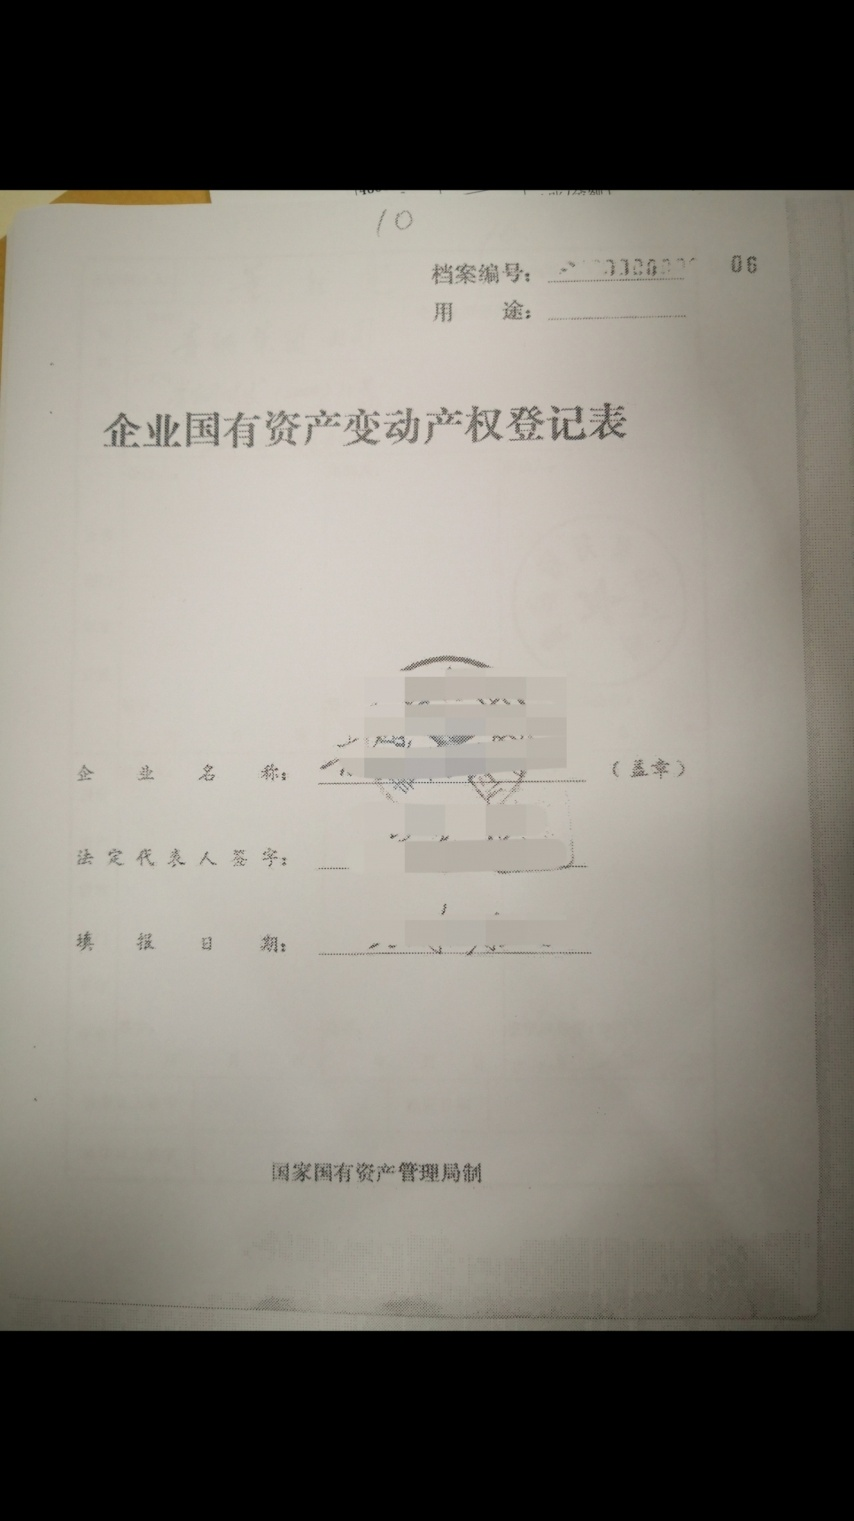 10
档案编号： 06
用 途：
企业国有资产变动产权登记表
企 业 名 称： （盖章）
法定代表人签字：
填 报 日 期：
国家国有资产管理局制